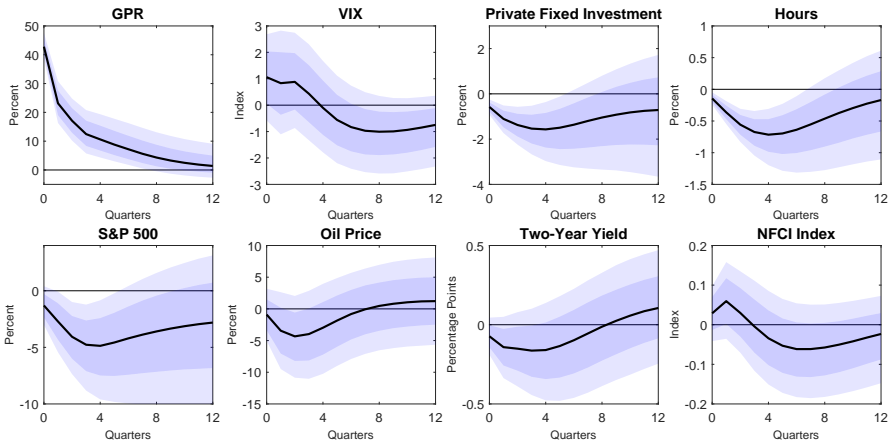 GPR
50
40
30
20
10
0
Percent
0 4 8 12
Quarters
VIX
3
2
1
0
-1
-2
-3
Index
0 4 8 12
Quarters
Private Fixed Investment
2
0
-2
-4
Percent
0 4 8 12
Quarters
Hours
1
0.5
0
-0.5
-1
-1.5
Percent
0 4 8 12
Quarters
S&P 500
0
-5
-10
Percent
0 4 8 12
Quarters
Oil Price
10
5
0
-5
-10
-15
Percent
0 4 8 12
Quarters
Two-Year Yield
0.5
0
-0.5
Percentage Points
0 4 8 12
Quarters
NFCI Index
0.2
0.1
0
-0.1
-0.2
Index
0 4 8 12
Quarters